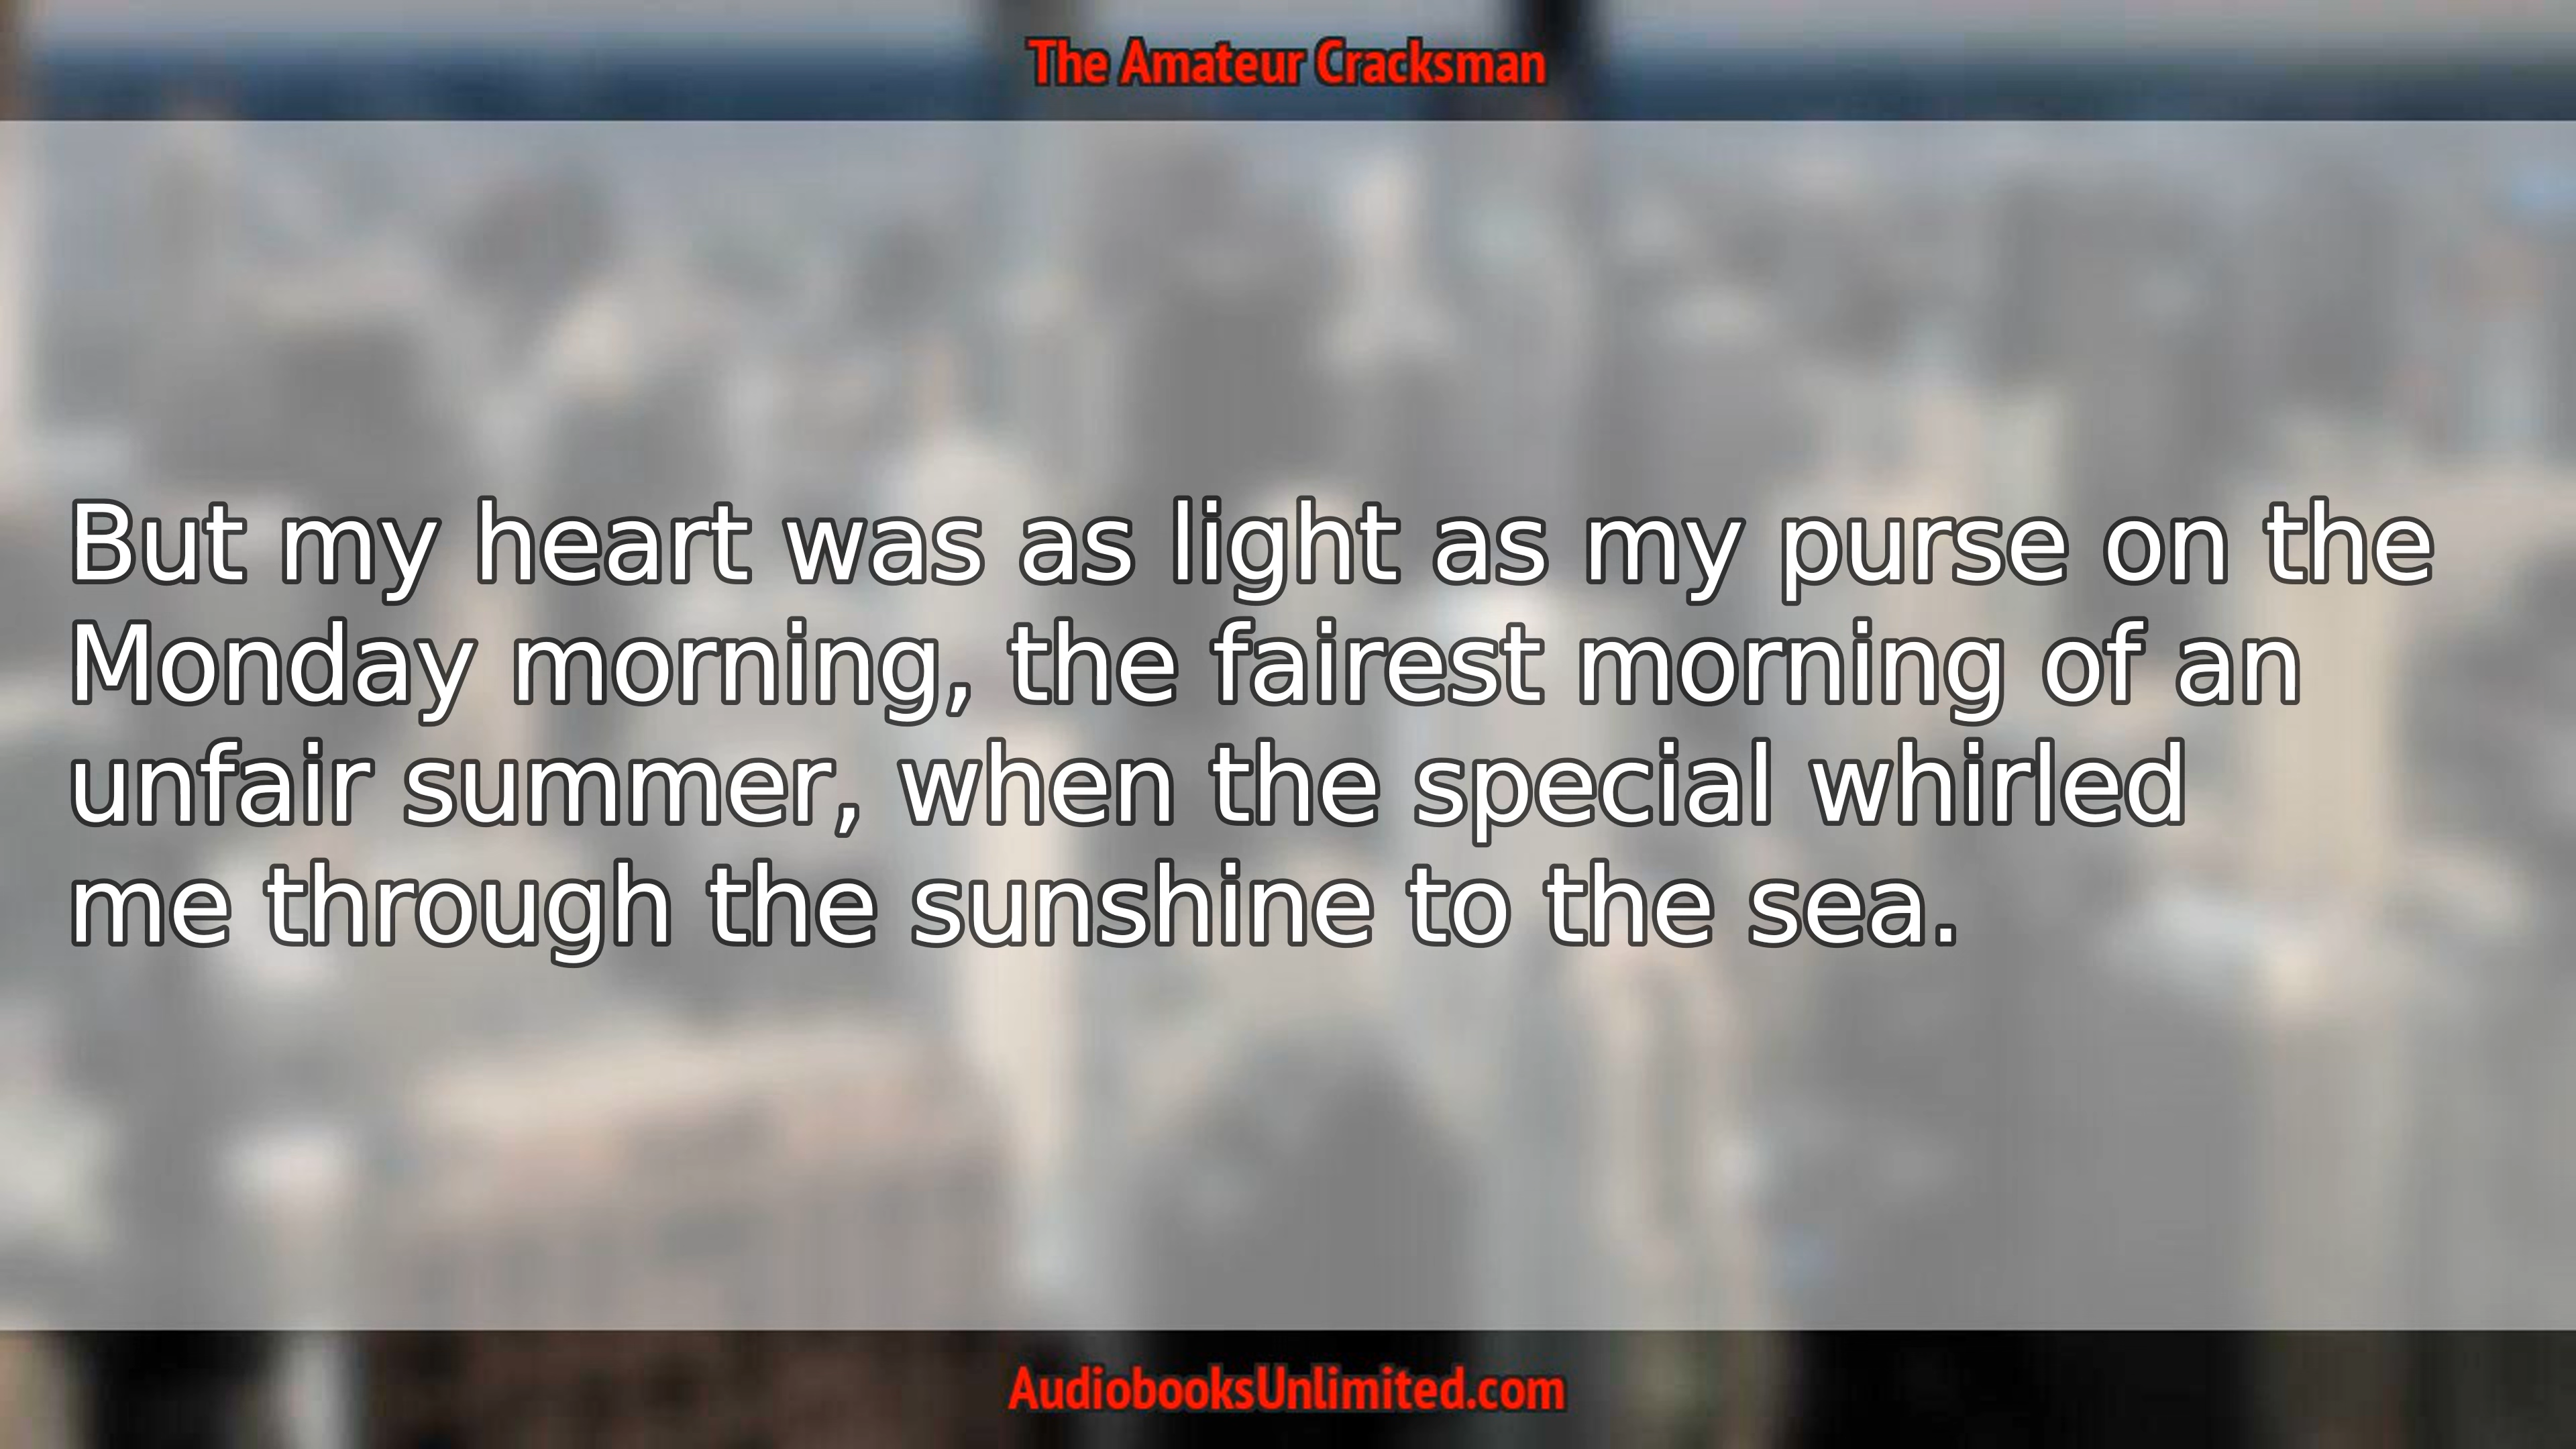 The Amateur Cracksman
But my heart was as light as my purse on the
Monday morning, the fairest morning of an
unfair summer, when the special whirled
me through the sunshine to the sea.
AudiobooksUnlimited.com